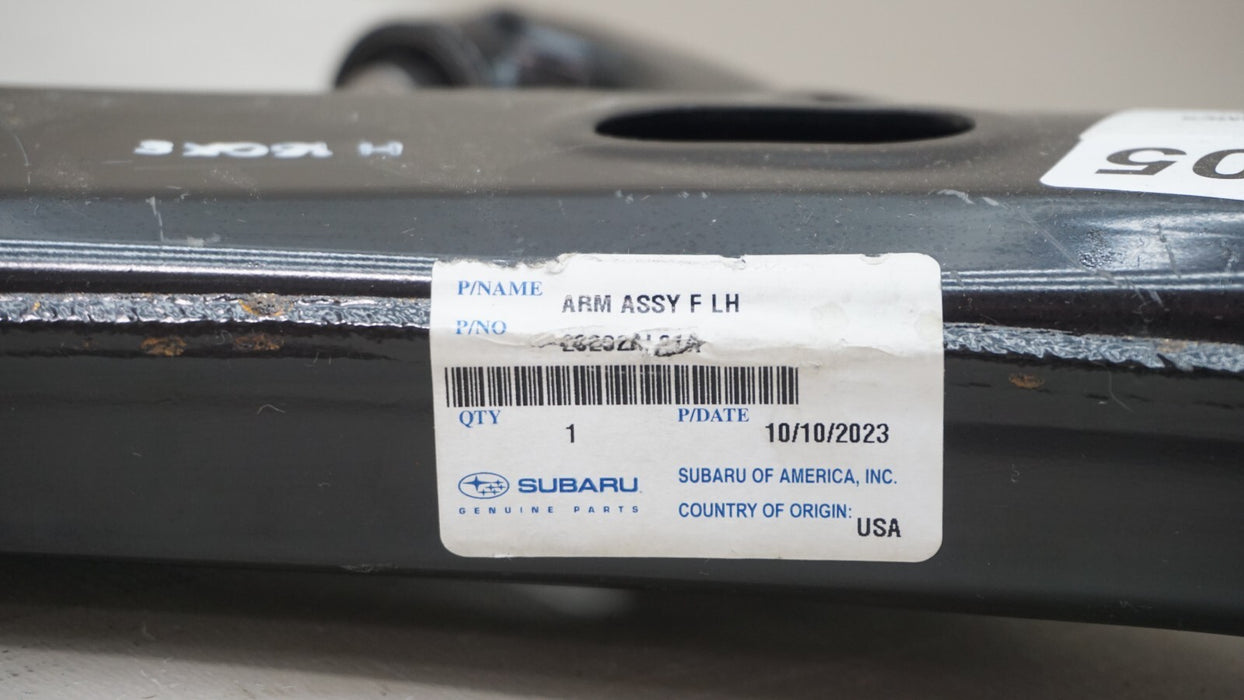 05
P/NAME ARM ASSY F LH
P/NO
QTY 1
P/DATE 10/10/2023
SUBARU
GENUINE PARTS
SUBARU OF AMERICA, INC.
COUNTRY OF ORIGIN: USA